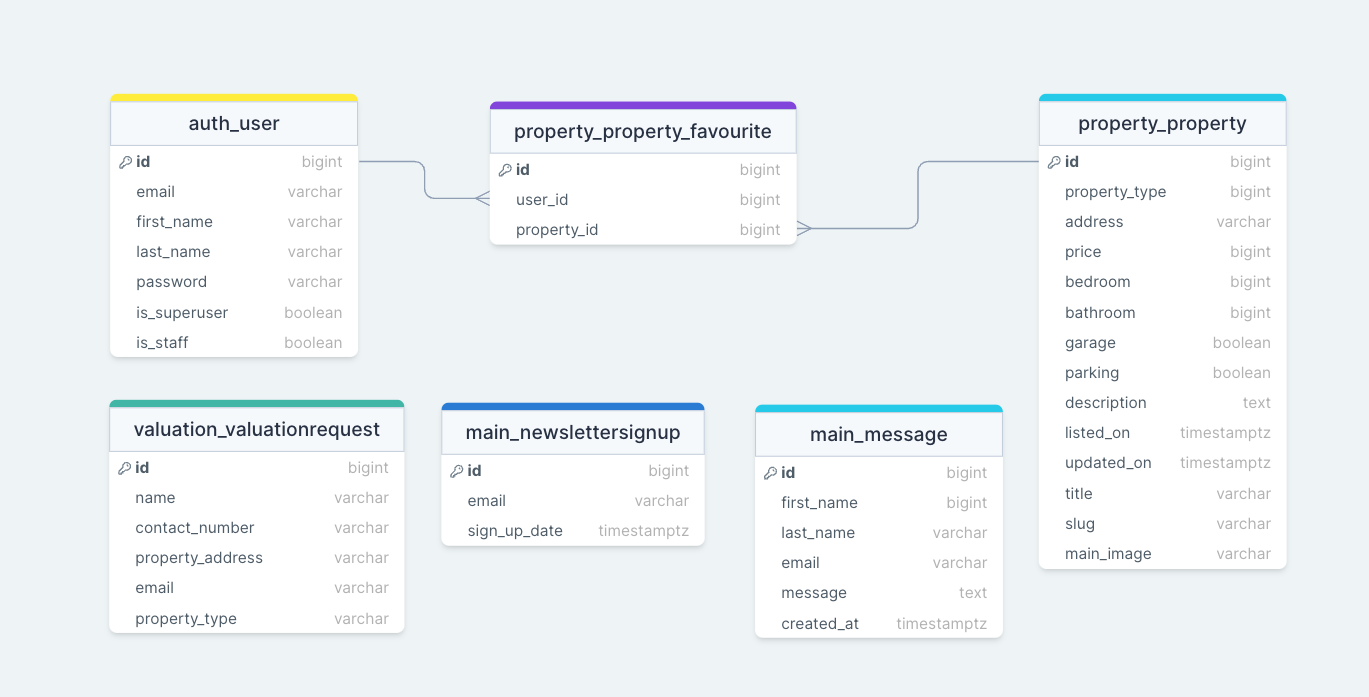 auth_user
id bigint
email varchar
first_name varchar
last_name varchar
password varchar
is_superuser boolean
is_staff boolean
property_property_favourite
id bigint
user_id bigint
property_id bigint
property_property
id bigint
property_type bigint
address varchar
price bigint
bedroom bigint
bathroom bigint
garage boolean
parking boolean
description text
listed_on timestamptz
updated_on timestamptz
title varchar
slug varchar
main_image varchar
valuation_valuationrequest
id bigint
name varchar
contact_number varchar
property_address varchar
email varchar
property_type varchar
main_newslettersignup
id bigint
email varchar
sign_up_date timestamptz
main_message
id bigint
first_name bigint
last_name varchar
email varchar
message text
created_at timestamptz